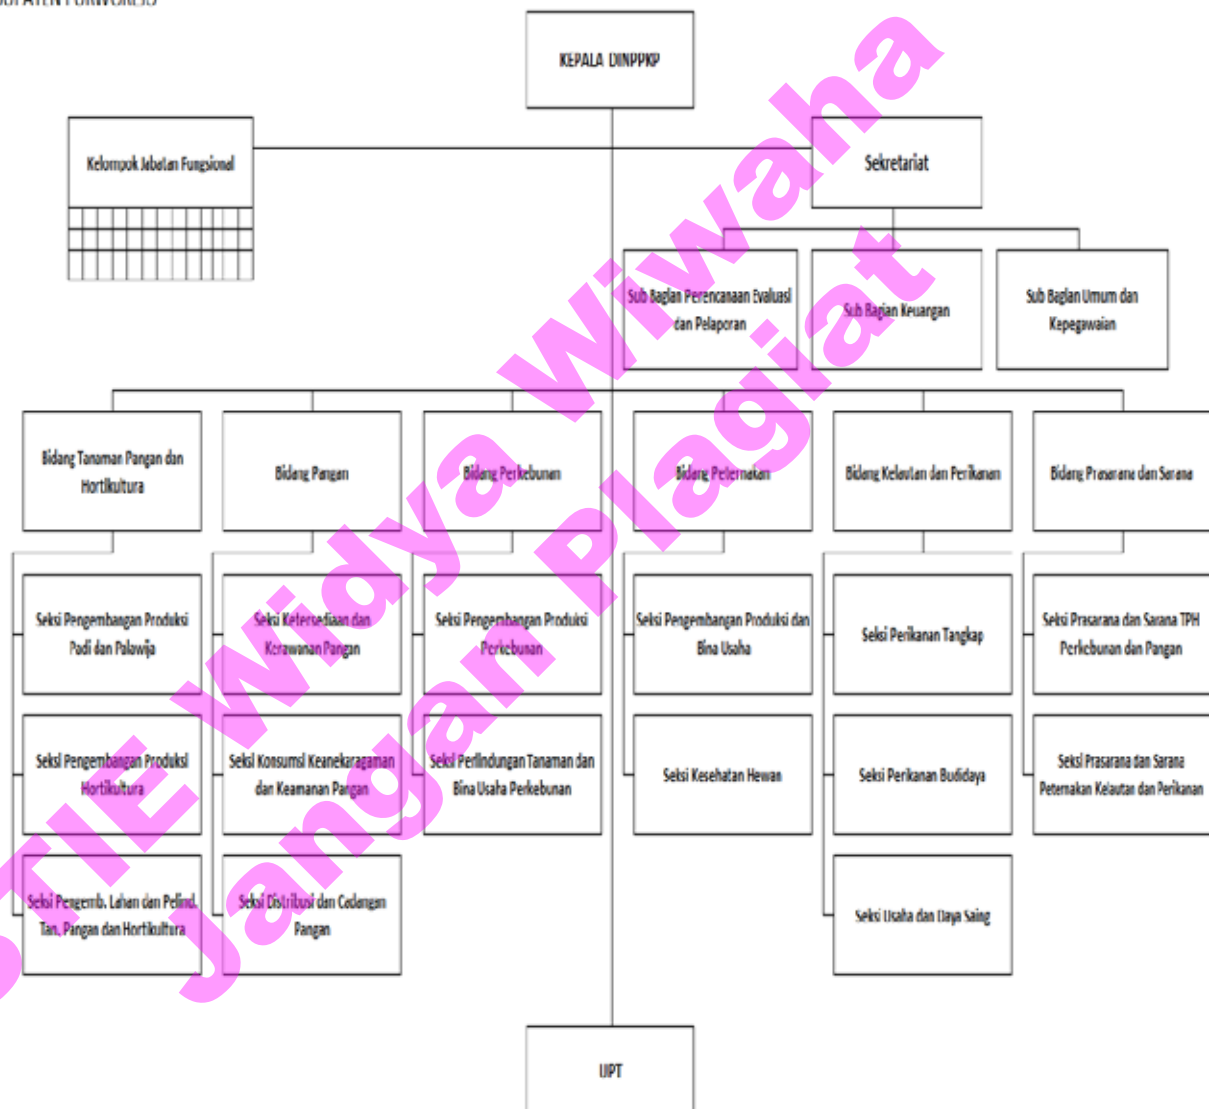 KEPALA DINPPKP
Kelompok Jabatan Fungsional
Sekretariat
Sub Bagian Perencanaan Evaluasi
dan Pelaporan
Sub Bagian Keuangan
Sub Bagian Umum dan
Kepegawaian
Bidang Tanaman Pangan dan
Hortikultura
Bidang Pangan
Bidang Perkebunan
Bidang Peternakan
Bidang Kelautan dan Perikanan
Bidang Prasarana dan Sarana
Seksi Pengembangan Produksi
Padi dan Palawija
Seksi Ketersediaan dan
Kerawanan Pangan
Seksi Pengembangan Produksi
Perkebunan
Seksi Pengembangan Produksi dan
Bina Usaha
Seksi Perikanan Tangkap
Seksi Prasarana dan Sarana TPH
Perkebunan dan Pangan
Seksi Pengembangan Produksi
Hortikultura
Seksi Konsumsi Keanekaragaman
dan Keamanan Pangan
Seksi Perlindungan Tanaman dan
Bina Usaha Perkebunan
Seksi Kesehatan Hewan
Seksi Perikanan Budidaya
Seksi Prasarana dan Sarana
Peternakan Kelautan dan Perikanan
Seksi Pengemb. Lahan dan Pelind.
Tan. Pangan dan Hortikultura
Seksi Distribusi dan Cadangan
Pangan
Seksi Usaha dan Daya Saing
UPT
STIE Widya Wiwaha
Jangan Plagiat